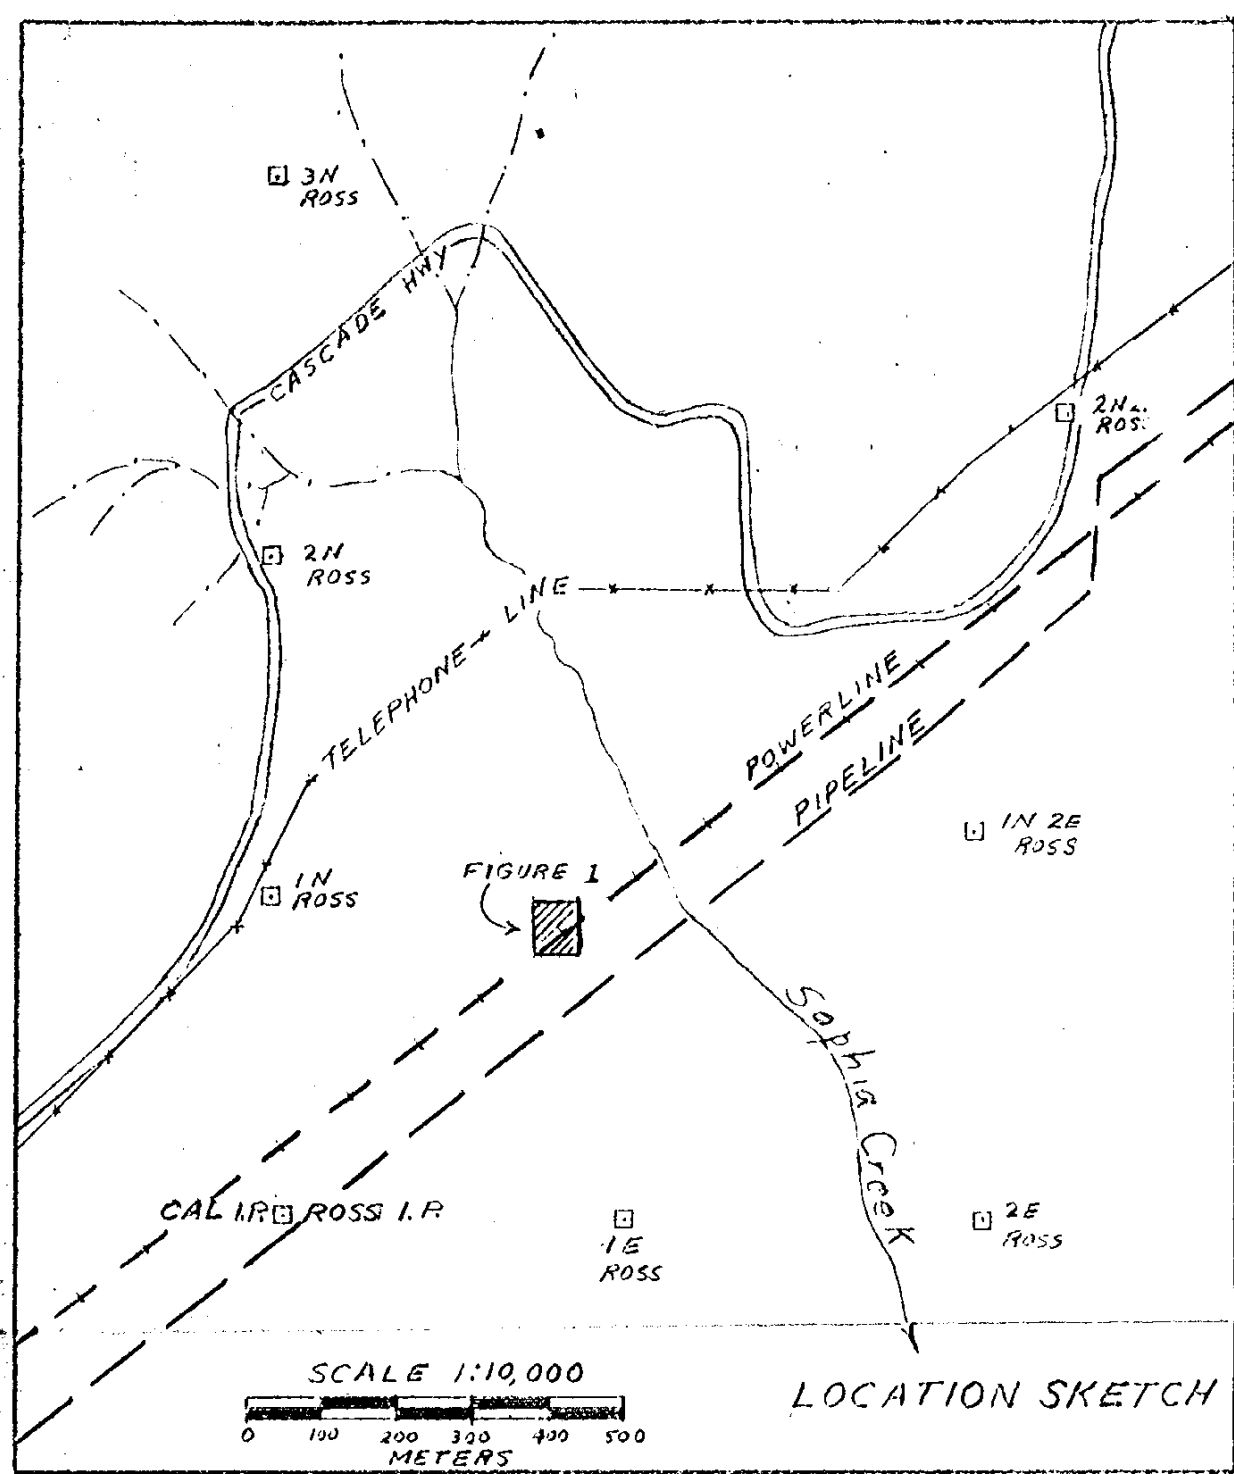 3N
ROSS
CASCADE HWY
ROSS
2N
ROSS
TELEPHONE LINE
POWERLINE
PIPELINE
1N 2E
ROSS
FIGURE 1
1N
ROSS
Sophia Creek
CAL I.P. ROSS I.P.
1E
ROSS
2E
ROSS
SCALE 1:10,000
0 100 200 300 400 500
METERS
LOCATION SKETCH